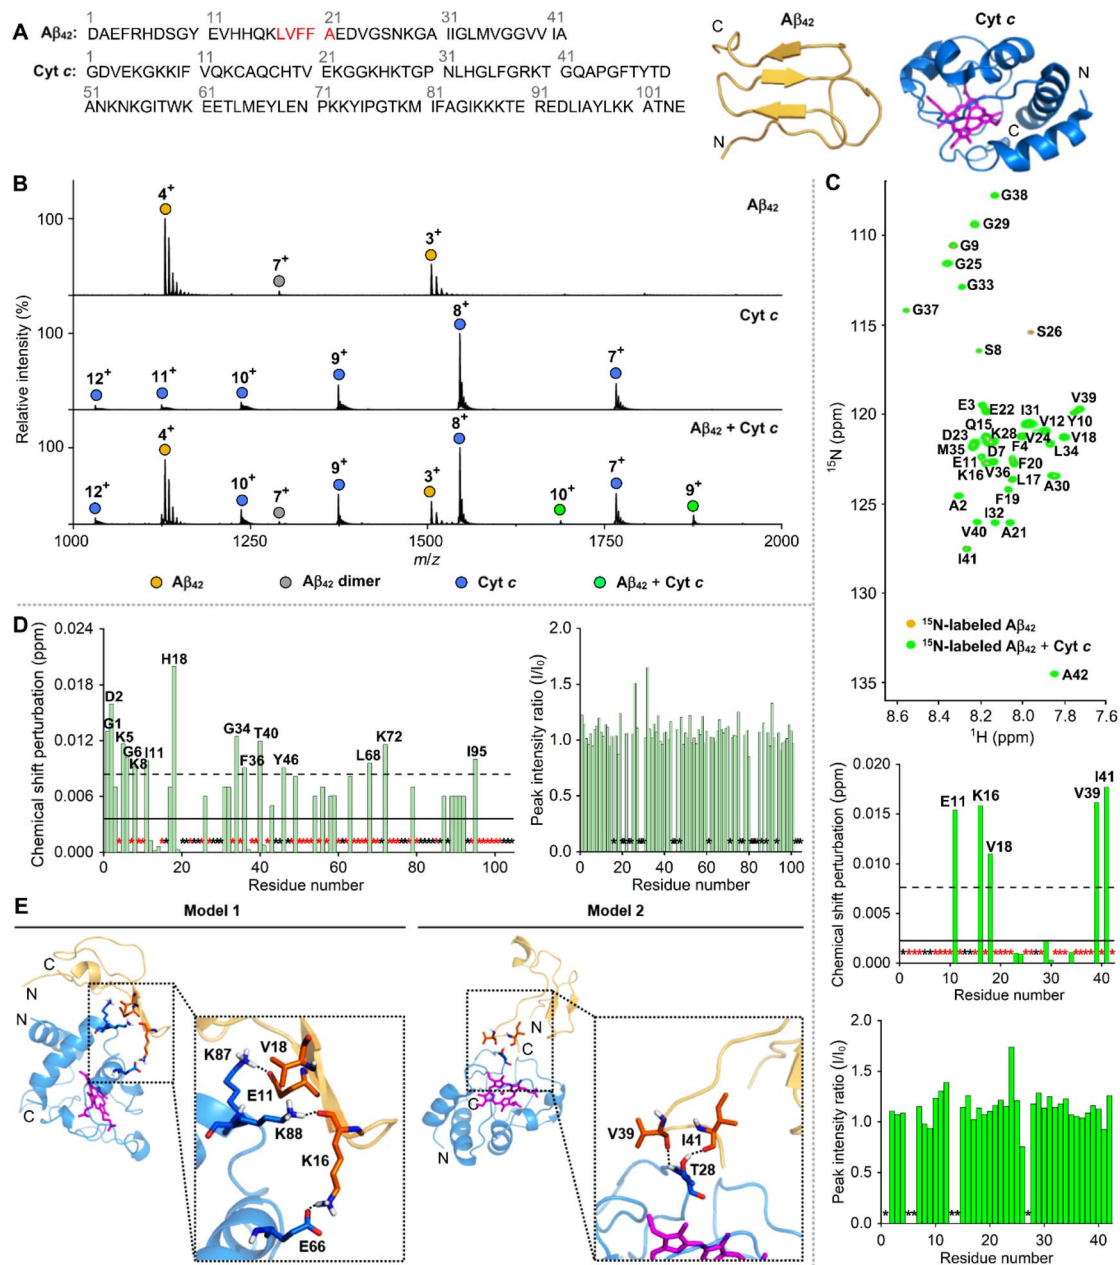 A
1 11 21 31 41
Aβ42: DAEFRHDSGY EVHHQKLVFF AEDVGSNKGA IIGLMVGGVV IA
1 11 21 31 41
Cyt c: GDVEKGKKIF VQKCAQCHTV EKGGKHKTGP NLHGLFGRKT GQAPGFTYTD
51 61 71 81 91 101
ANKNKGITWK EETLMEYLEN PKKYIPGTKM IFAGIKKKTE REDLIAYLKK ATNE
Aβ42
C
N
Cyt c
N
C
B
Relative intensity (%)
100
4+
7+
3+
Aβ42
100
12+
11+
10+
9+
8+
7+
Cyt c
100
12+
4+
10+
7+
9+
3+
8+
10+
7+
9+
Aβ42 + Cyt c
1000 1250 1500 1750 2000
m/z
Aβ42
Aβ42 dimer
Cyt c
Aβ42 + Cyt c
C
15N (ppm)
110
115
120
125
130
135
G38
G29
G9
G25
G33
G37
S26
S8
E3
E22
I31
V39
Q15
K28
V12
Y10
D23
V24
V18
M35
D7
F4
L34
E11
V36
F20
K16
L17
A30
F19
A2
I32
V40
A21
I41
15N-labeled Aβ42
15N-labeled Aβ42 + Cyt c
A42
8.6 8.4 8.2 8.0 7.8 7.6
1H (ppm)
Chemical shift perturbation (ppm)
0.020
0.015
0.010
0.005
0.000
E11
K16
V18
V39
I41
0 10 20 30 40
Residue number
Peak intensity ratio (I/I0)
2.0
1.5
1.0
0.5
0.0
0 10 20 30 40
Residue number
D
Chemical shift perturbation (ppm)
0.024
0.018
0.012
0.006
0.000
H18
D2
G1
K5
G6
K8
I11
G34
F36
T40
Y46
L68
K72
I95
0 20 40 60 80 100
Residue number
Peak intensity ratio (I/I0)
2.0
1.5
1.0
0.5
0.0
0 20 40 60 80 100
Residue number
E
Model 1
C
N
N
C
K87
V18
E11
K88
K16
E66
Model 2
N
C
C
N
V39
I41
T28